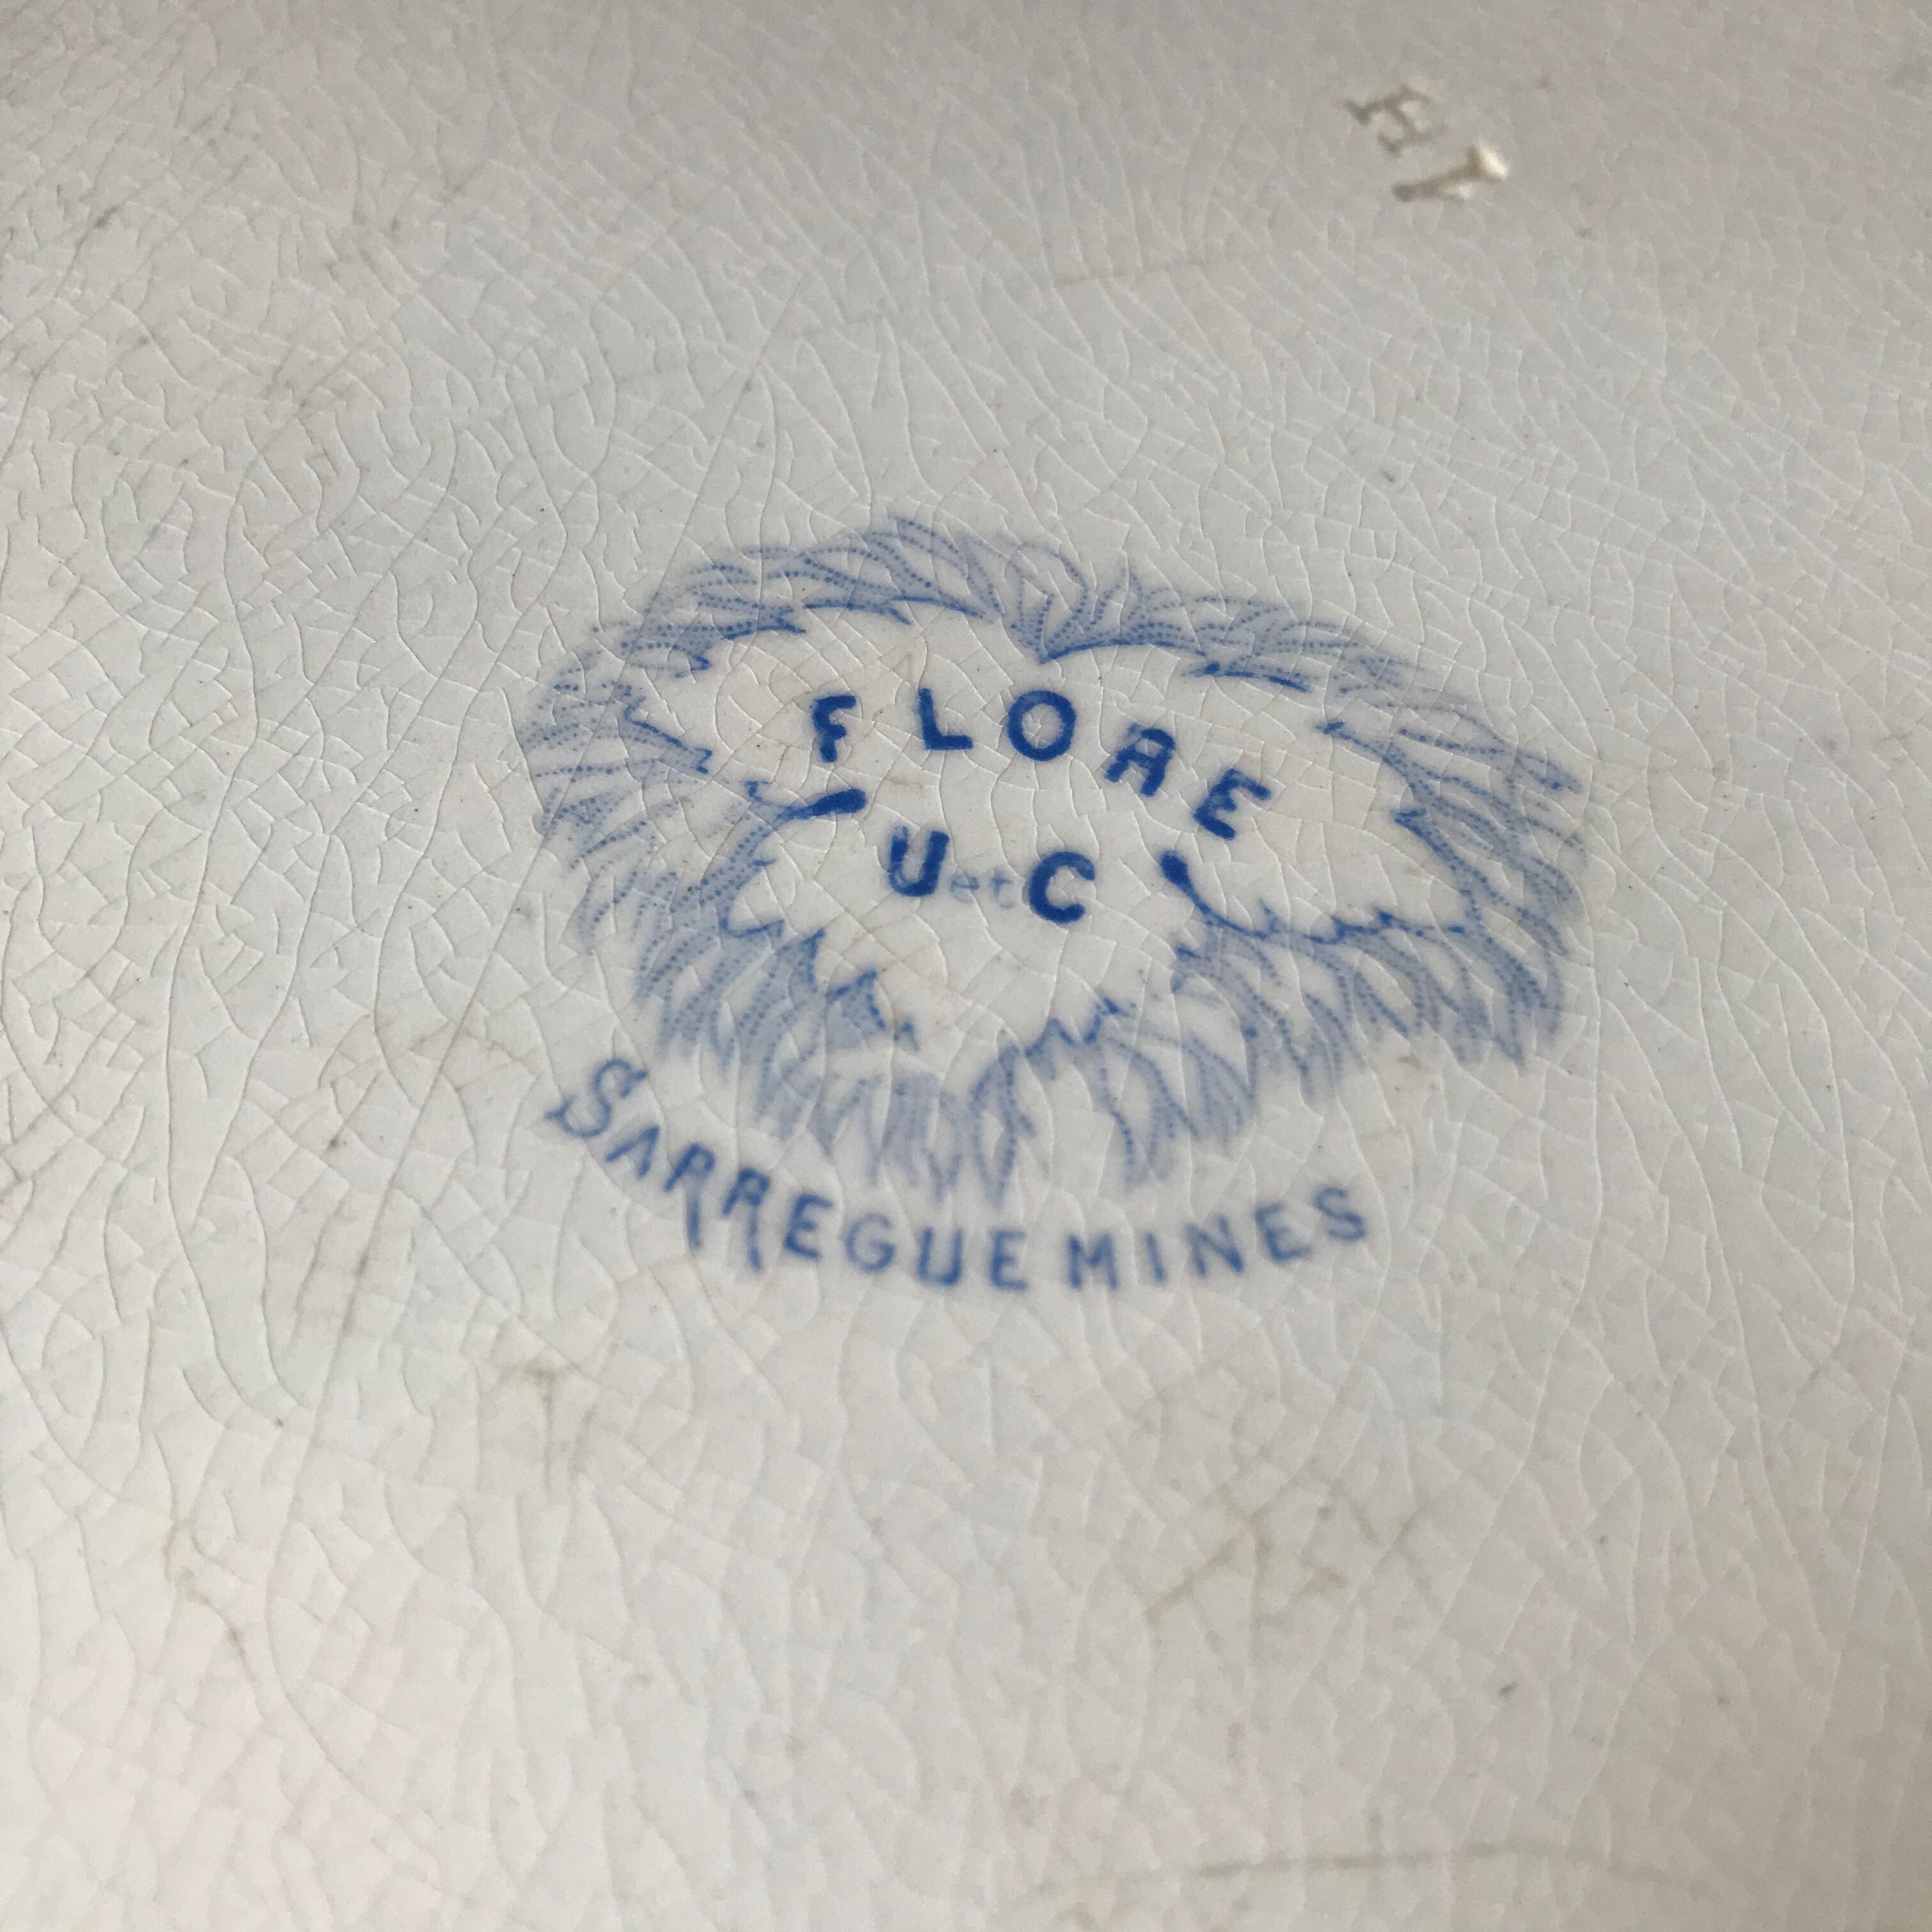 FLORE
U et C
SARREGUEMINES